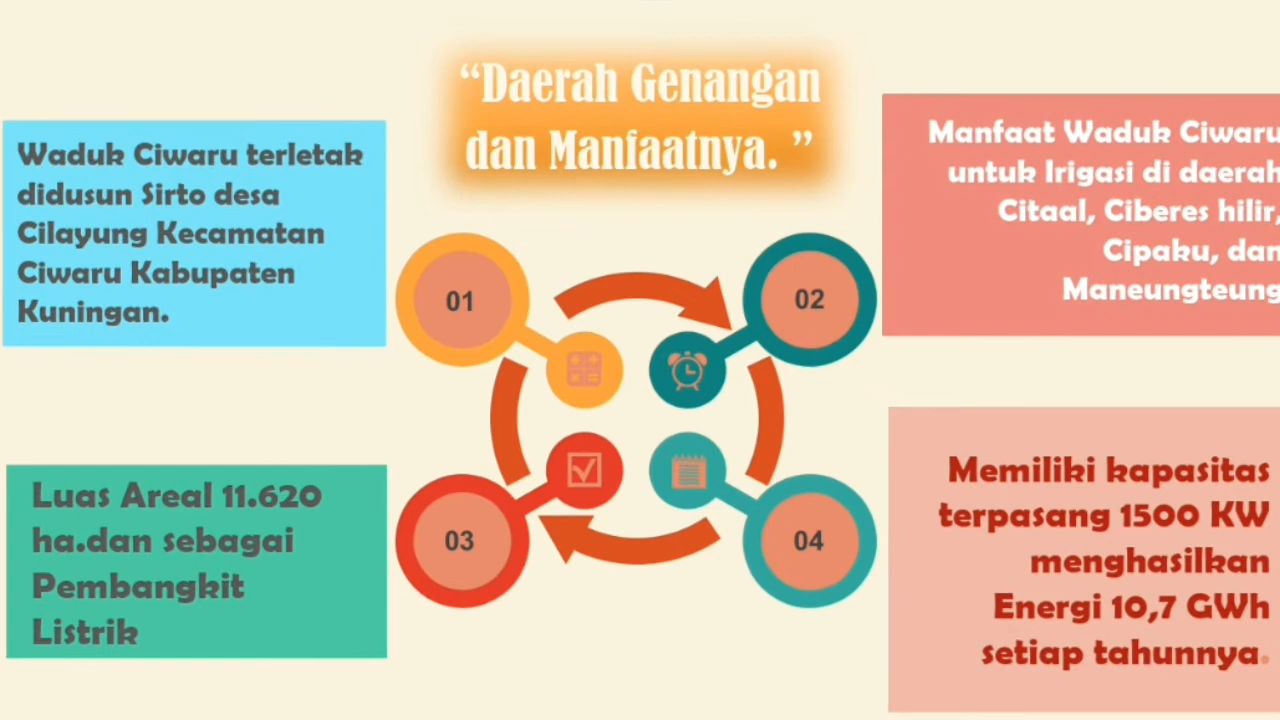 “Daerah Genangan
dan Manfaatnya. ”
Waduk Ciwaru terletak
didusun Sirto desa
Cilayung Kecamatan
Ciwaru Kabupaten
Kuningan.
01
Manfaat Waduk Ciwaru
untuk Irigasi di daerah
Citaal, Ciberes hilir,
Cipaku, dan
Maneungteung
02
Luas Areal 11.620
ha.dan sebagai
Pembangkit
Listrik
03
Memiliki kapasitas
terpasang 1500 KW
menghasilkan
Energi 10,7 GWh
setiap tahunnya.
04